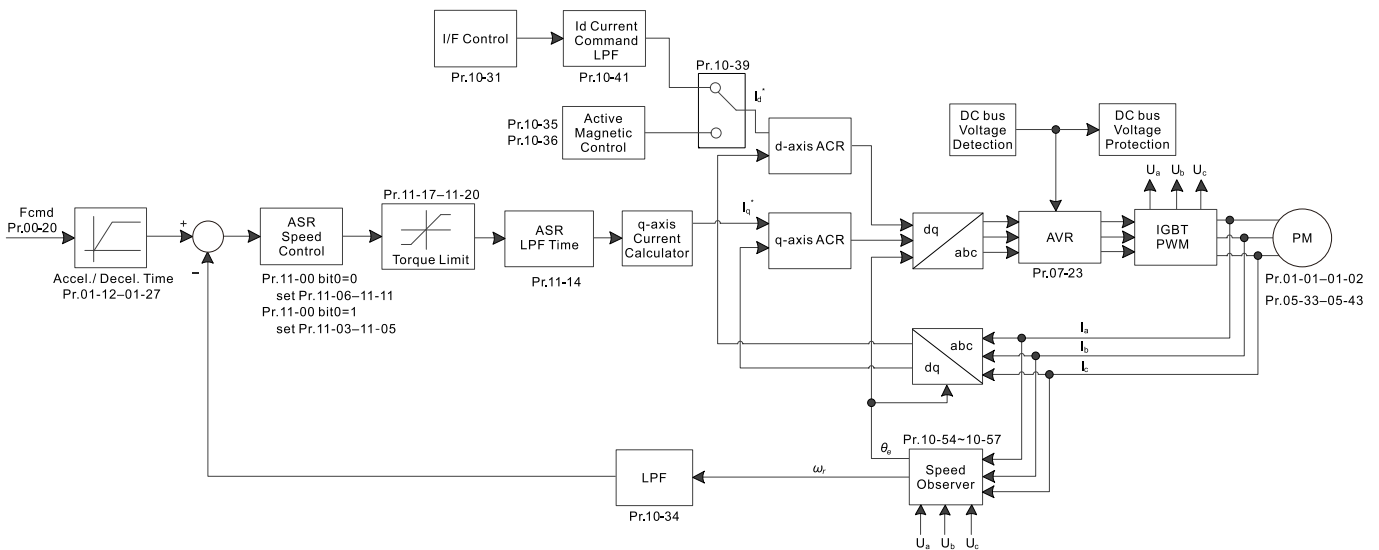 I/F Control
Pr.10-31
Id Current
Command
LPF
Pr.10-41
Pr.10-39
Id*
Pr.10-35
Pr.10-36
Active
Magnetic
Control
d-axis ACR
DC bus
Voltage
Detection
DC bus
Voltage
Protection
Fcmd
Pr.00-20
Accel./ Decel. Time
Pr.01-12–01-27
+
−
ASR
Speed
Control
Pr.11-00 bit0=0
set Pr.11-06–11-11
Pr.11-00 bit0=1
set Pr.11-03–11-05
Pr.11-17–11-20
Torque Limit
ASR
LPF Time
Pr.11-14
q-axis
Current
Calculator
Iq*
q-axis ACR
dq
abc
AVR
Pr.07-23
Ua
Ub
Uc
IGBT
PWM
PM
Pr.01-01–01-02
Pr.05-33–05-43
abc
dq
Ia
Ib
Ic
θe
Pr.10-54~10-57
Speed
Observer
ωr
LPF
Pr.10-34
Ua
Ub
Uc